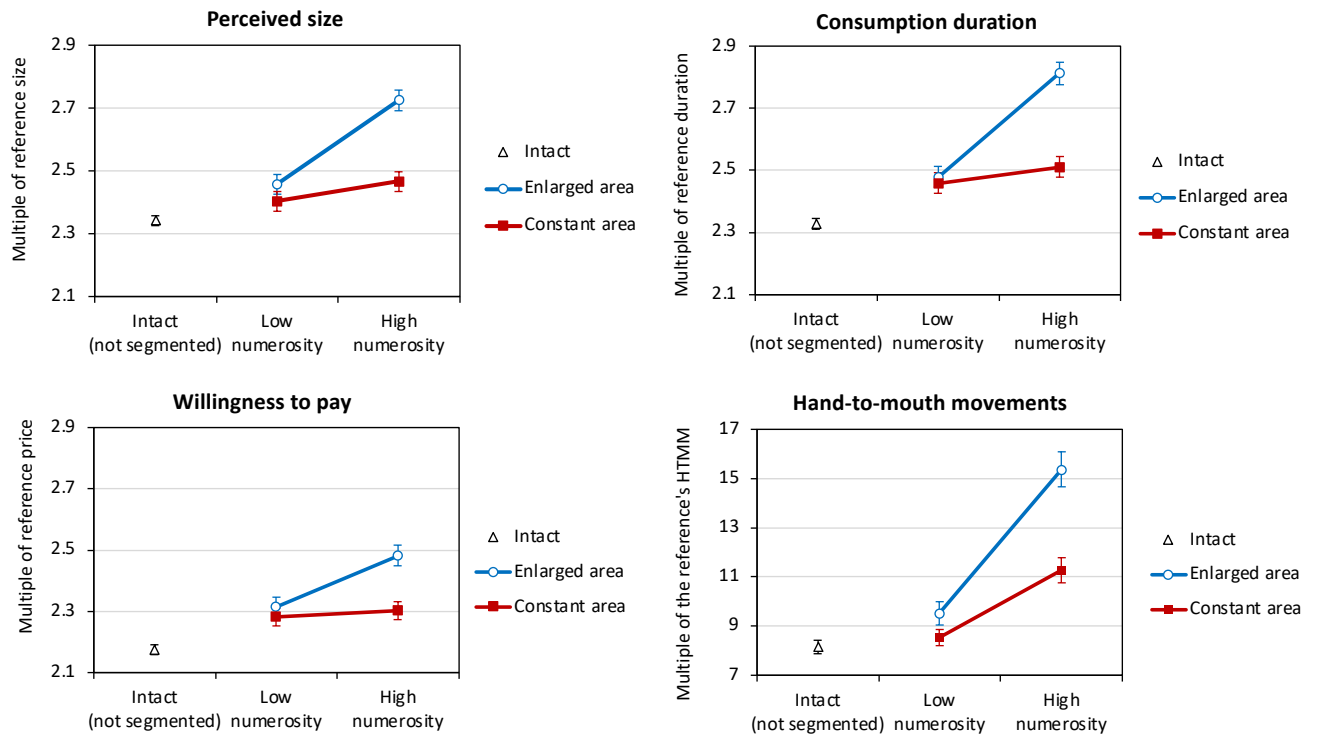 Perceived size
Multiple of reference size
2.9
2.7
2.5
2.3
2.1
Intact
(not segmented)
Low
numerosity
High
numerosity
Intact
Enlarged area
Constant area
Consumption duration
Multiple of reference duration
2.9
2.7
2.5
2.3
2.1
Intact
(not segmented)
Low
numerosity
High
numerosity
Intact
Enlarged area
Constant area
Willingness to pay
Multiple of reference price
2.9
2.7
2.5
2.3
2.1
Intact
(not segmented)
Low
numerosity
High
numerosity
Intact
Enlarged area
Constant area
Hand-to-mouth movements
Multiple of the reference's HTMM
17
15
13
11
9
7
Intact
(not segmented)
Low
numerosity
High
numerosity
Intact
Enlarged area
Constant area